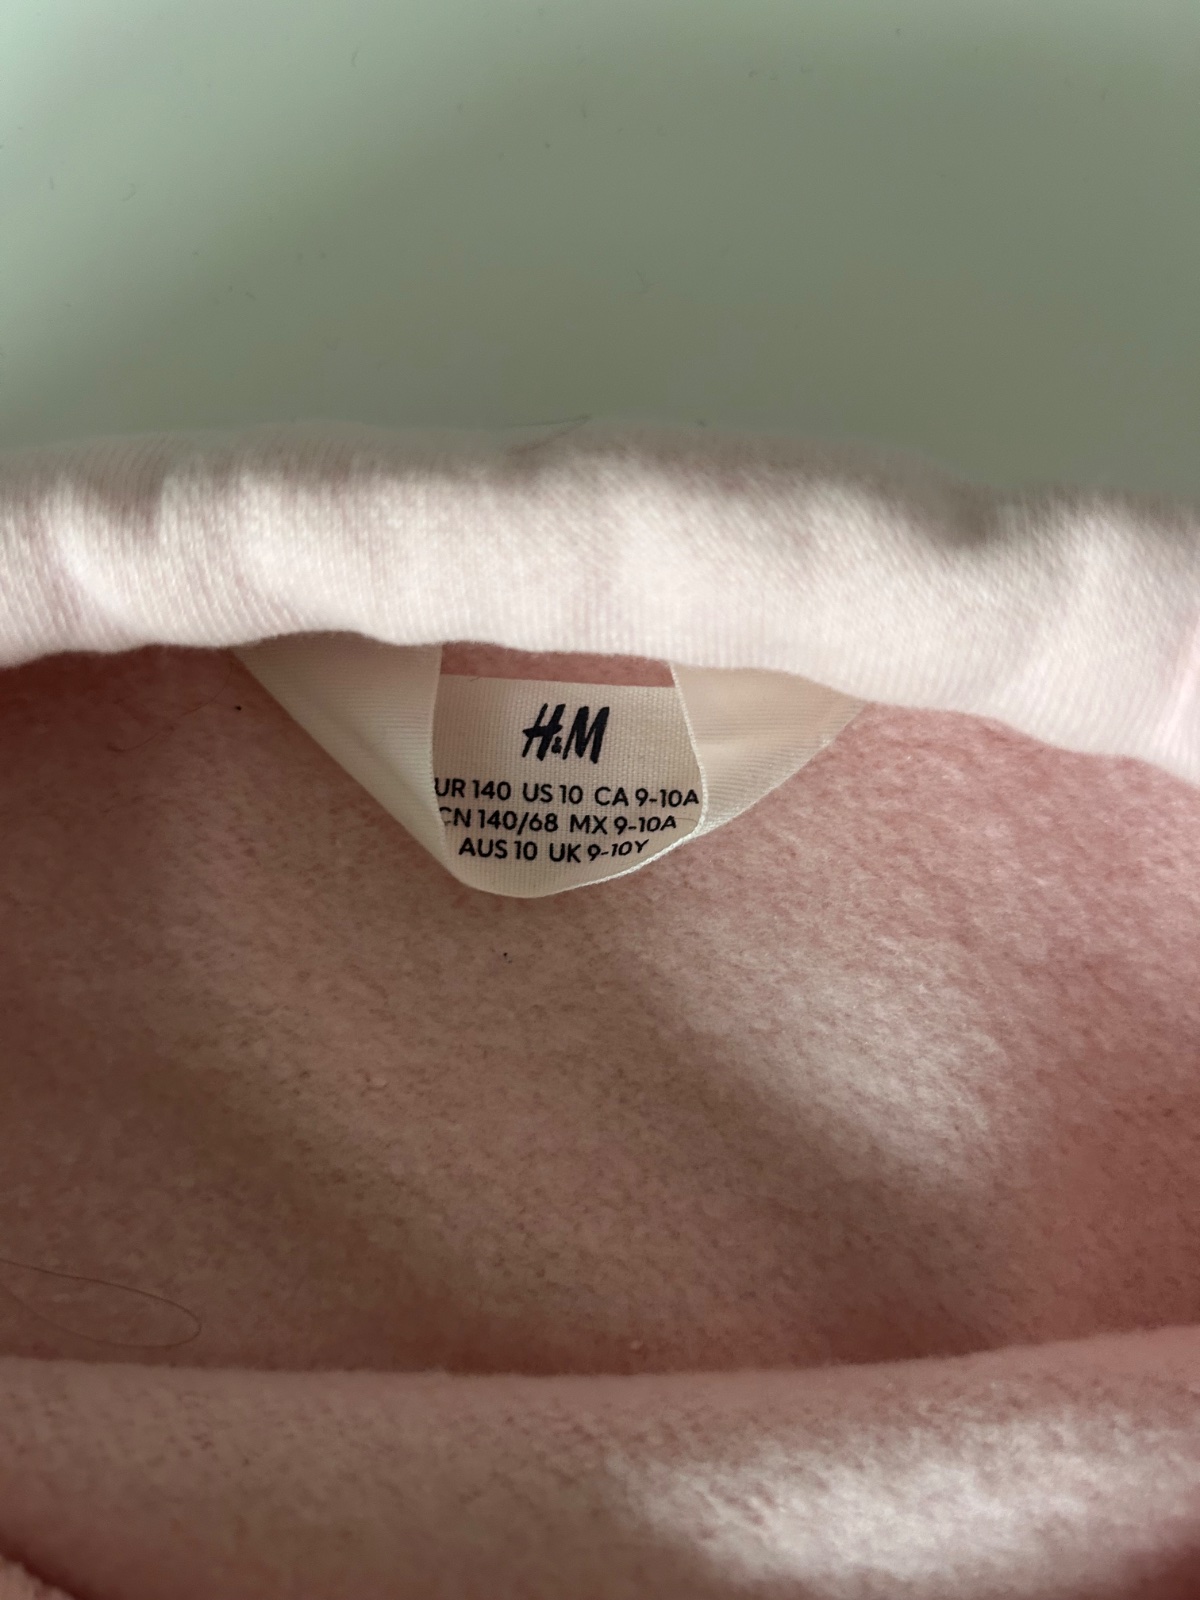 H&M
UR 140 US 10 CA 9-10A
CN 140/68 MX 9-10A
AUS 10 UK 9-10Y